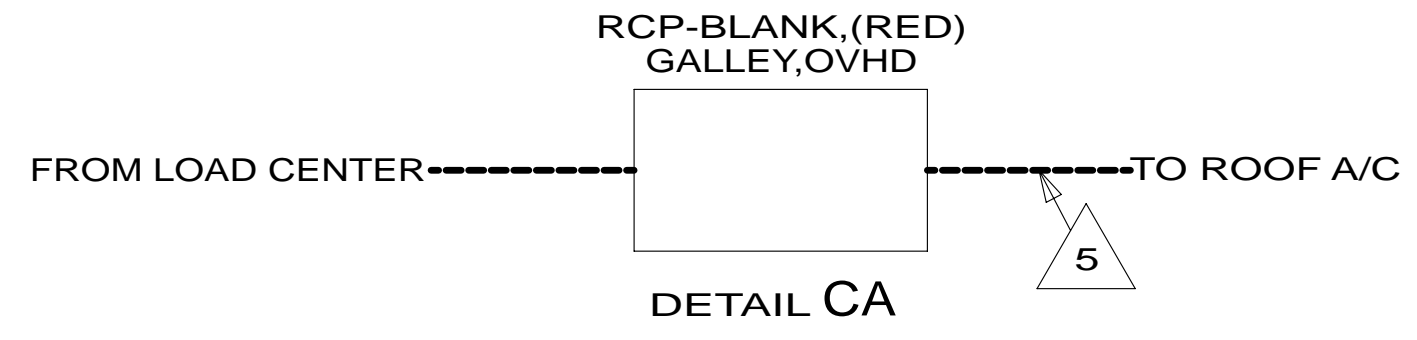 RCP-BLANK,(RED)
GALLEY,OVHD
FROM LOAD CENTER
TO ROOF A/C
5
DETAIL CA